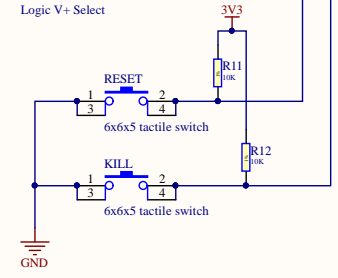 Logic V+ Select
3V3
R11
10K
RESET
1 2
3 4
6x6x5 tactile switch
R12
10K
KILL
1 2
3 4
6x6x5 tactile switch
GND